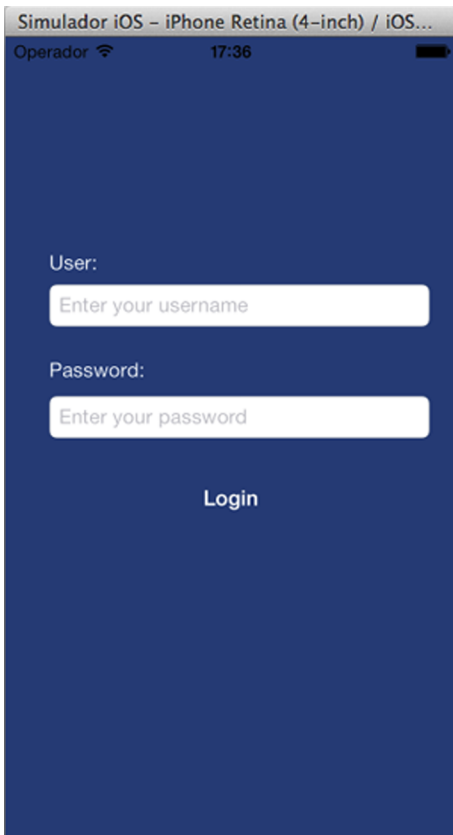 Simulador iOS – iPhone Retina (4-inch) / iOS...
Operador 17:36
User:
Enter your username
Password:
Enter your password
Login